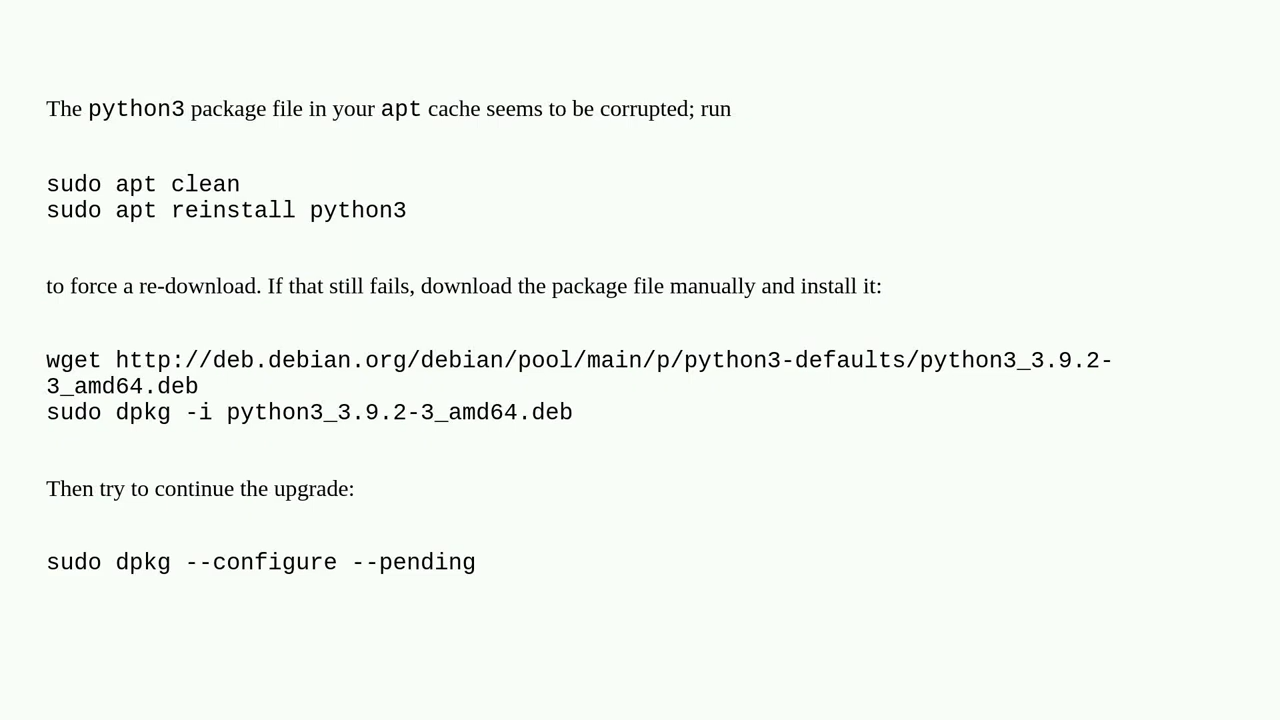 The python3 package file in your apt cache seems to be corrupted; run
sudo apt clean
sudo apt reinstall python3
to force a re-download. If that still fails, download the package file manually and install it:
wget http://deb.debian.org/debian/pool/main/p/python3-defaults/python3_3.9.2-
3_amd64.deb
sudo dpkg -i python3_3.9.2-3_amd64.deb
Then try to continue the upgrade:
sudo dpkg --configure --pending